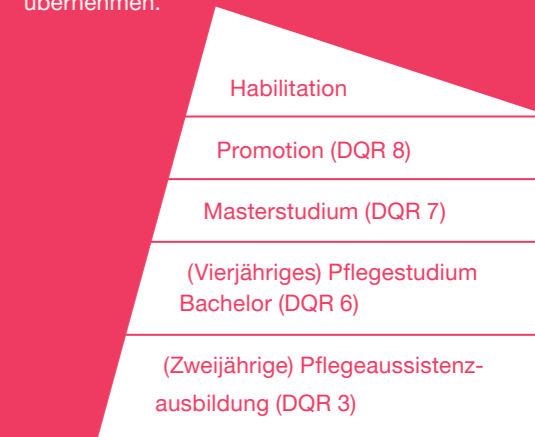 übernehmen.
Habilitation
Promotion (DQR 8)
Masterstudium (DQR 7)
(Vierjähriges) Pflegestudium
Bachelor (DQR 6)
(Zweijährige) Pflegeaussistenz-
ausbildung (DQR 3)